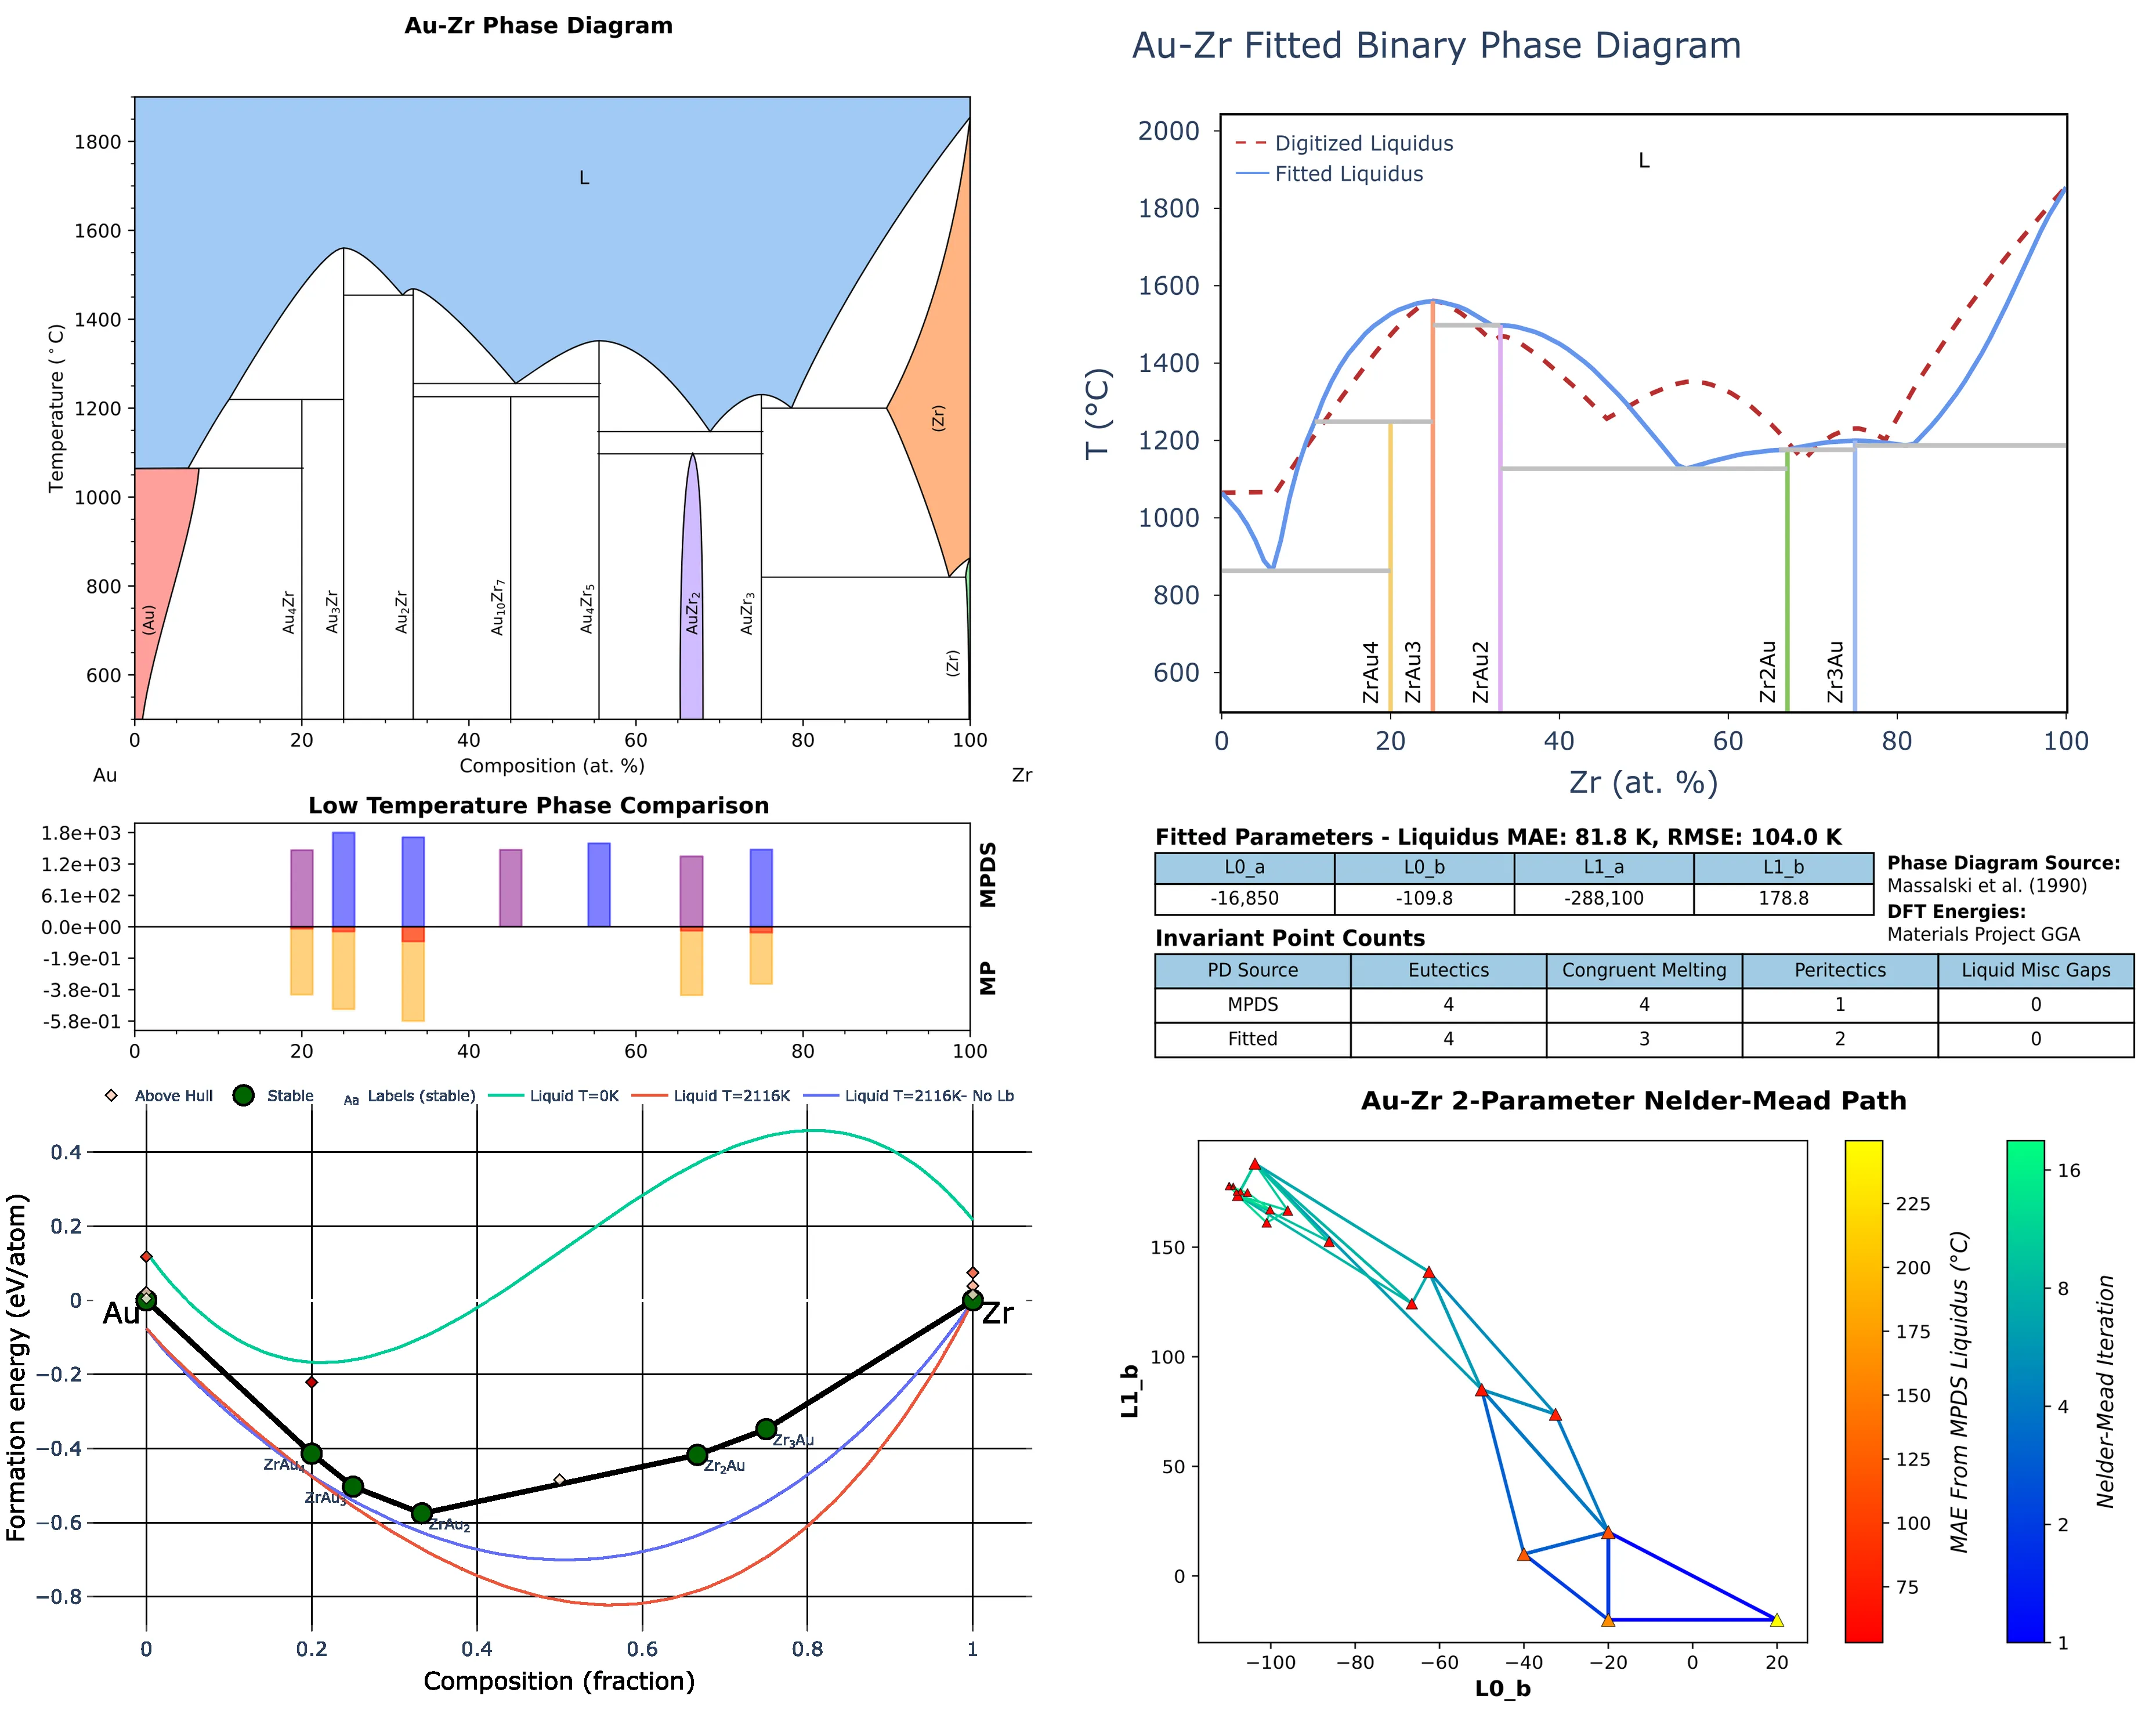 Au-Zr Phase Diagram
Temperature (°C)
1800
1600
1400
1200
1000
800
600
L
(Au)
Au4Zr
Au3Zr
Au2Zr
Au10Zr7
Au4Zr5
AuZr2
AuZr3
(Zr)
(Zr)
0 20 40 60 80 100
Au Composition (at. %) Zr
Low Temperature Phase Comparison
1.8e+03
1.2e+03
6.1e+02
0.0e+00
-1.9e-01
-3.8e-01
-5.8e-01
MPDS
MP
0 20 40 60 80 100
Above Hull Stable Aa Labels (stable) Liquid T=0K Liquid T=2116K Liquid T=2116K- No Lb
Formation energy (eV/atom)
0.4
0.2
0
−0.2
−0.4
−0.6
−0.8
Au
Zr
ZrAu4
ZrAu3
ZrAu2
Zr2Au
Zr3Au
0 0.2 0.4 0.6 0.8 1
Composition (fraction)
Au-Zr Fitted Binary Phase Diagram
Digitized Liquidus
Fitted Liquidus
L
T (°C)
2000
1800
1600
1400
1200
1000
800
600
ZrAu4
ZrAu3
ZrAu2
Zr2Au
Zr3Au
0 20 40 60 80 100
Zr (at. %)
Fitted Parameters - Liquidus MAE: 81.8 K, RMSE: 104.0 K
L0_a L0_b L1_a L1_b
-16,850 -109.8 -288,100 178.8
Phase Diagram Source:
Massalski et al. (1990)
DFT Energies:
Materials Project GGA
Invariant Point Counts
PD Source Eutectics Congruent Melting Peritectics Liquid Misc Gaps
MPDS 4 4 1 0
Fitted 4 3 2 0
Au-Zr 2-Parameter Nelder-Mead Path
L1_b
150
100
50
0
−100 −80 −60 −40 −20 0 20
L0_b
225
200
175
150
125
100
75
MAE From MPDS Liquidus (°C)
16
8
4
2
1
Nelder-Mead Iteration